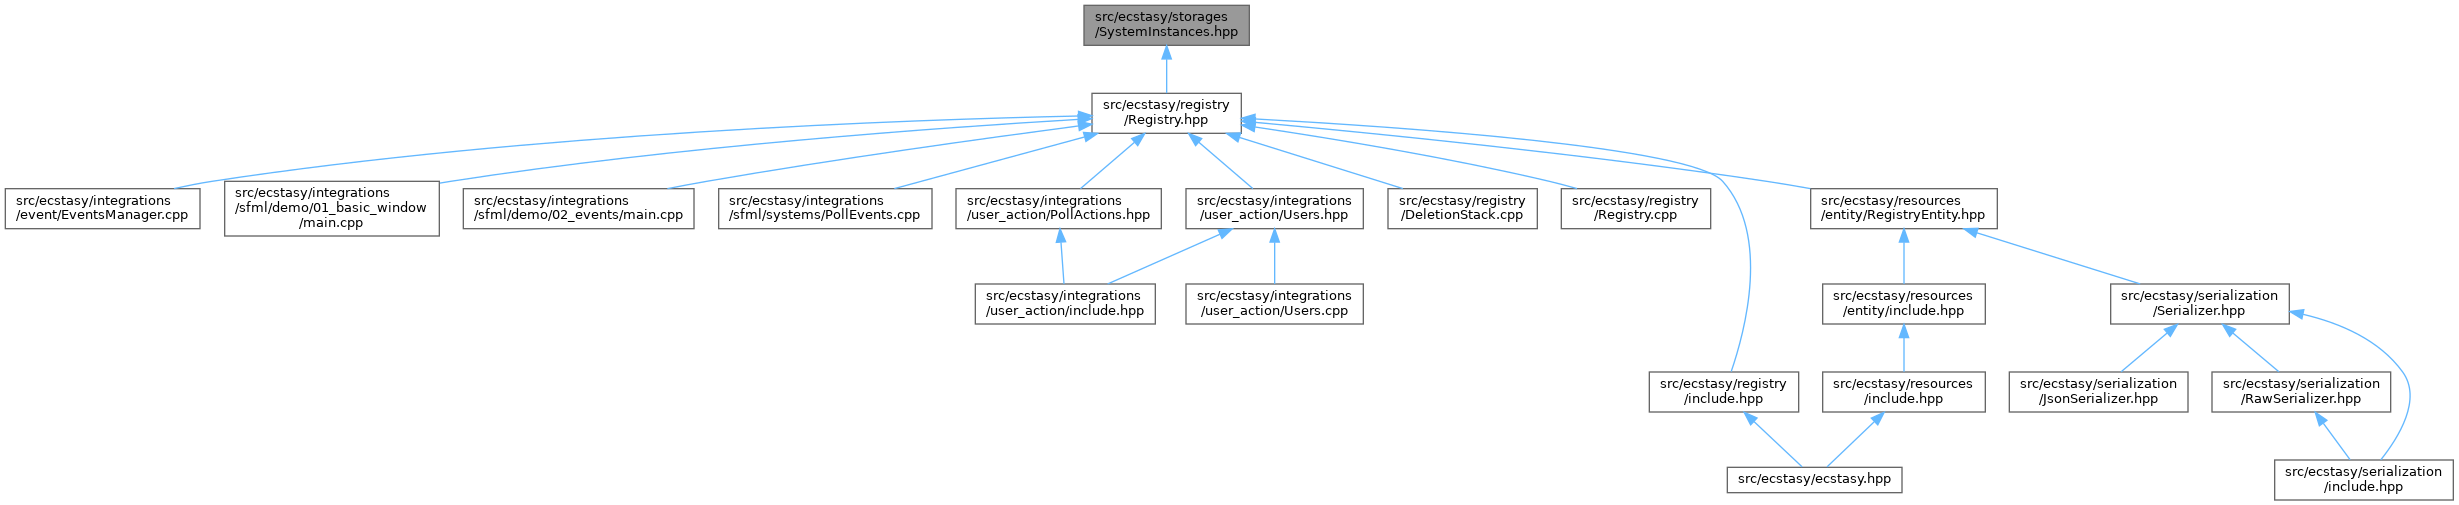 src/ecstasy/storages
/SystemInstances.hpp
src/ecstasy/registry
/Registry.hpp
src/ecstasy/integrations
/event/EventsManager.cpp
src/ecstasy/integrations
/sfml/demo/01_basic_window
/main.cpp
src/ecstasy/integrations
/sfml/demo/02_events/main.cpp
src/ecstasy/integrations
/sfml/systems/PollEvents.cpp
src/ecstasy/integrations
/user_action/PollActions.hpp
src/ecstasy/integrations
/user_action/Users.hpp
src/ecstasy/registry
/DeletionStack.cpp
src/ecstasy/registry
/Registry.cpp
src/ecstasy/resources
/entity/RegistryEntity.hpp
src/ecstasy/integrations
/user_action/include.hpp
src/ecstasy/integrations
/user_action/Users.cpp
src/ecstasy/resources
/entity/include.hpp
src/ecstasy/serialization
/Serializer.hpp
src/ecstasy/registry
/include.hpp
src/ecstasy/resources
/include.hpp
src/ecstasy/serialization
/JsonSerializer.hpp
src/ecstasy/serialization
/RawSerializer.hpp
src/ecstasy/ecstasy.hpp
src/ecstasy/serialization
/include.hpp